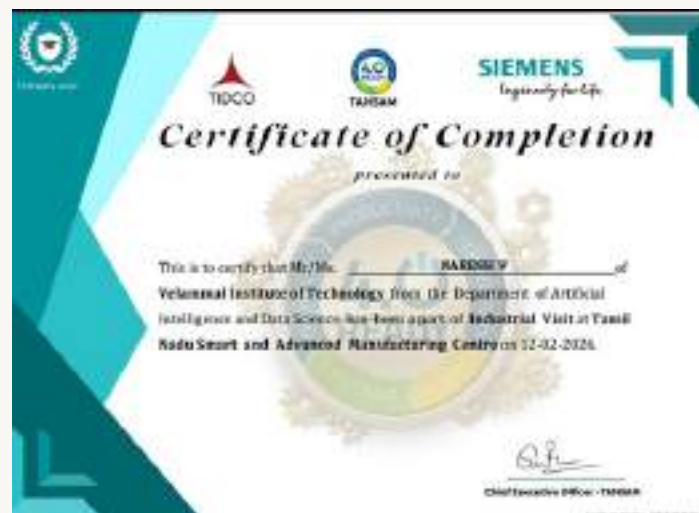 TIDCO
TANSAM
SIEMENS
Ingenuity for life
Certificate of Completion
presented to
This is to certify that Mr/Ms. of
Velammal Institute of Technology from the Department of Artificial
Intelligence and Data Science has been a part of Industrial Visit at Tamil
Nadu Smart and Advanced Manufacturing Centre on 12-02-2026.
Chief Executive Officer - TANSAM